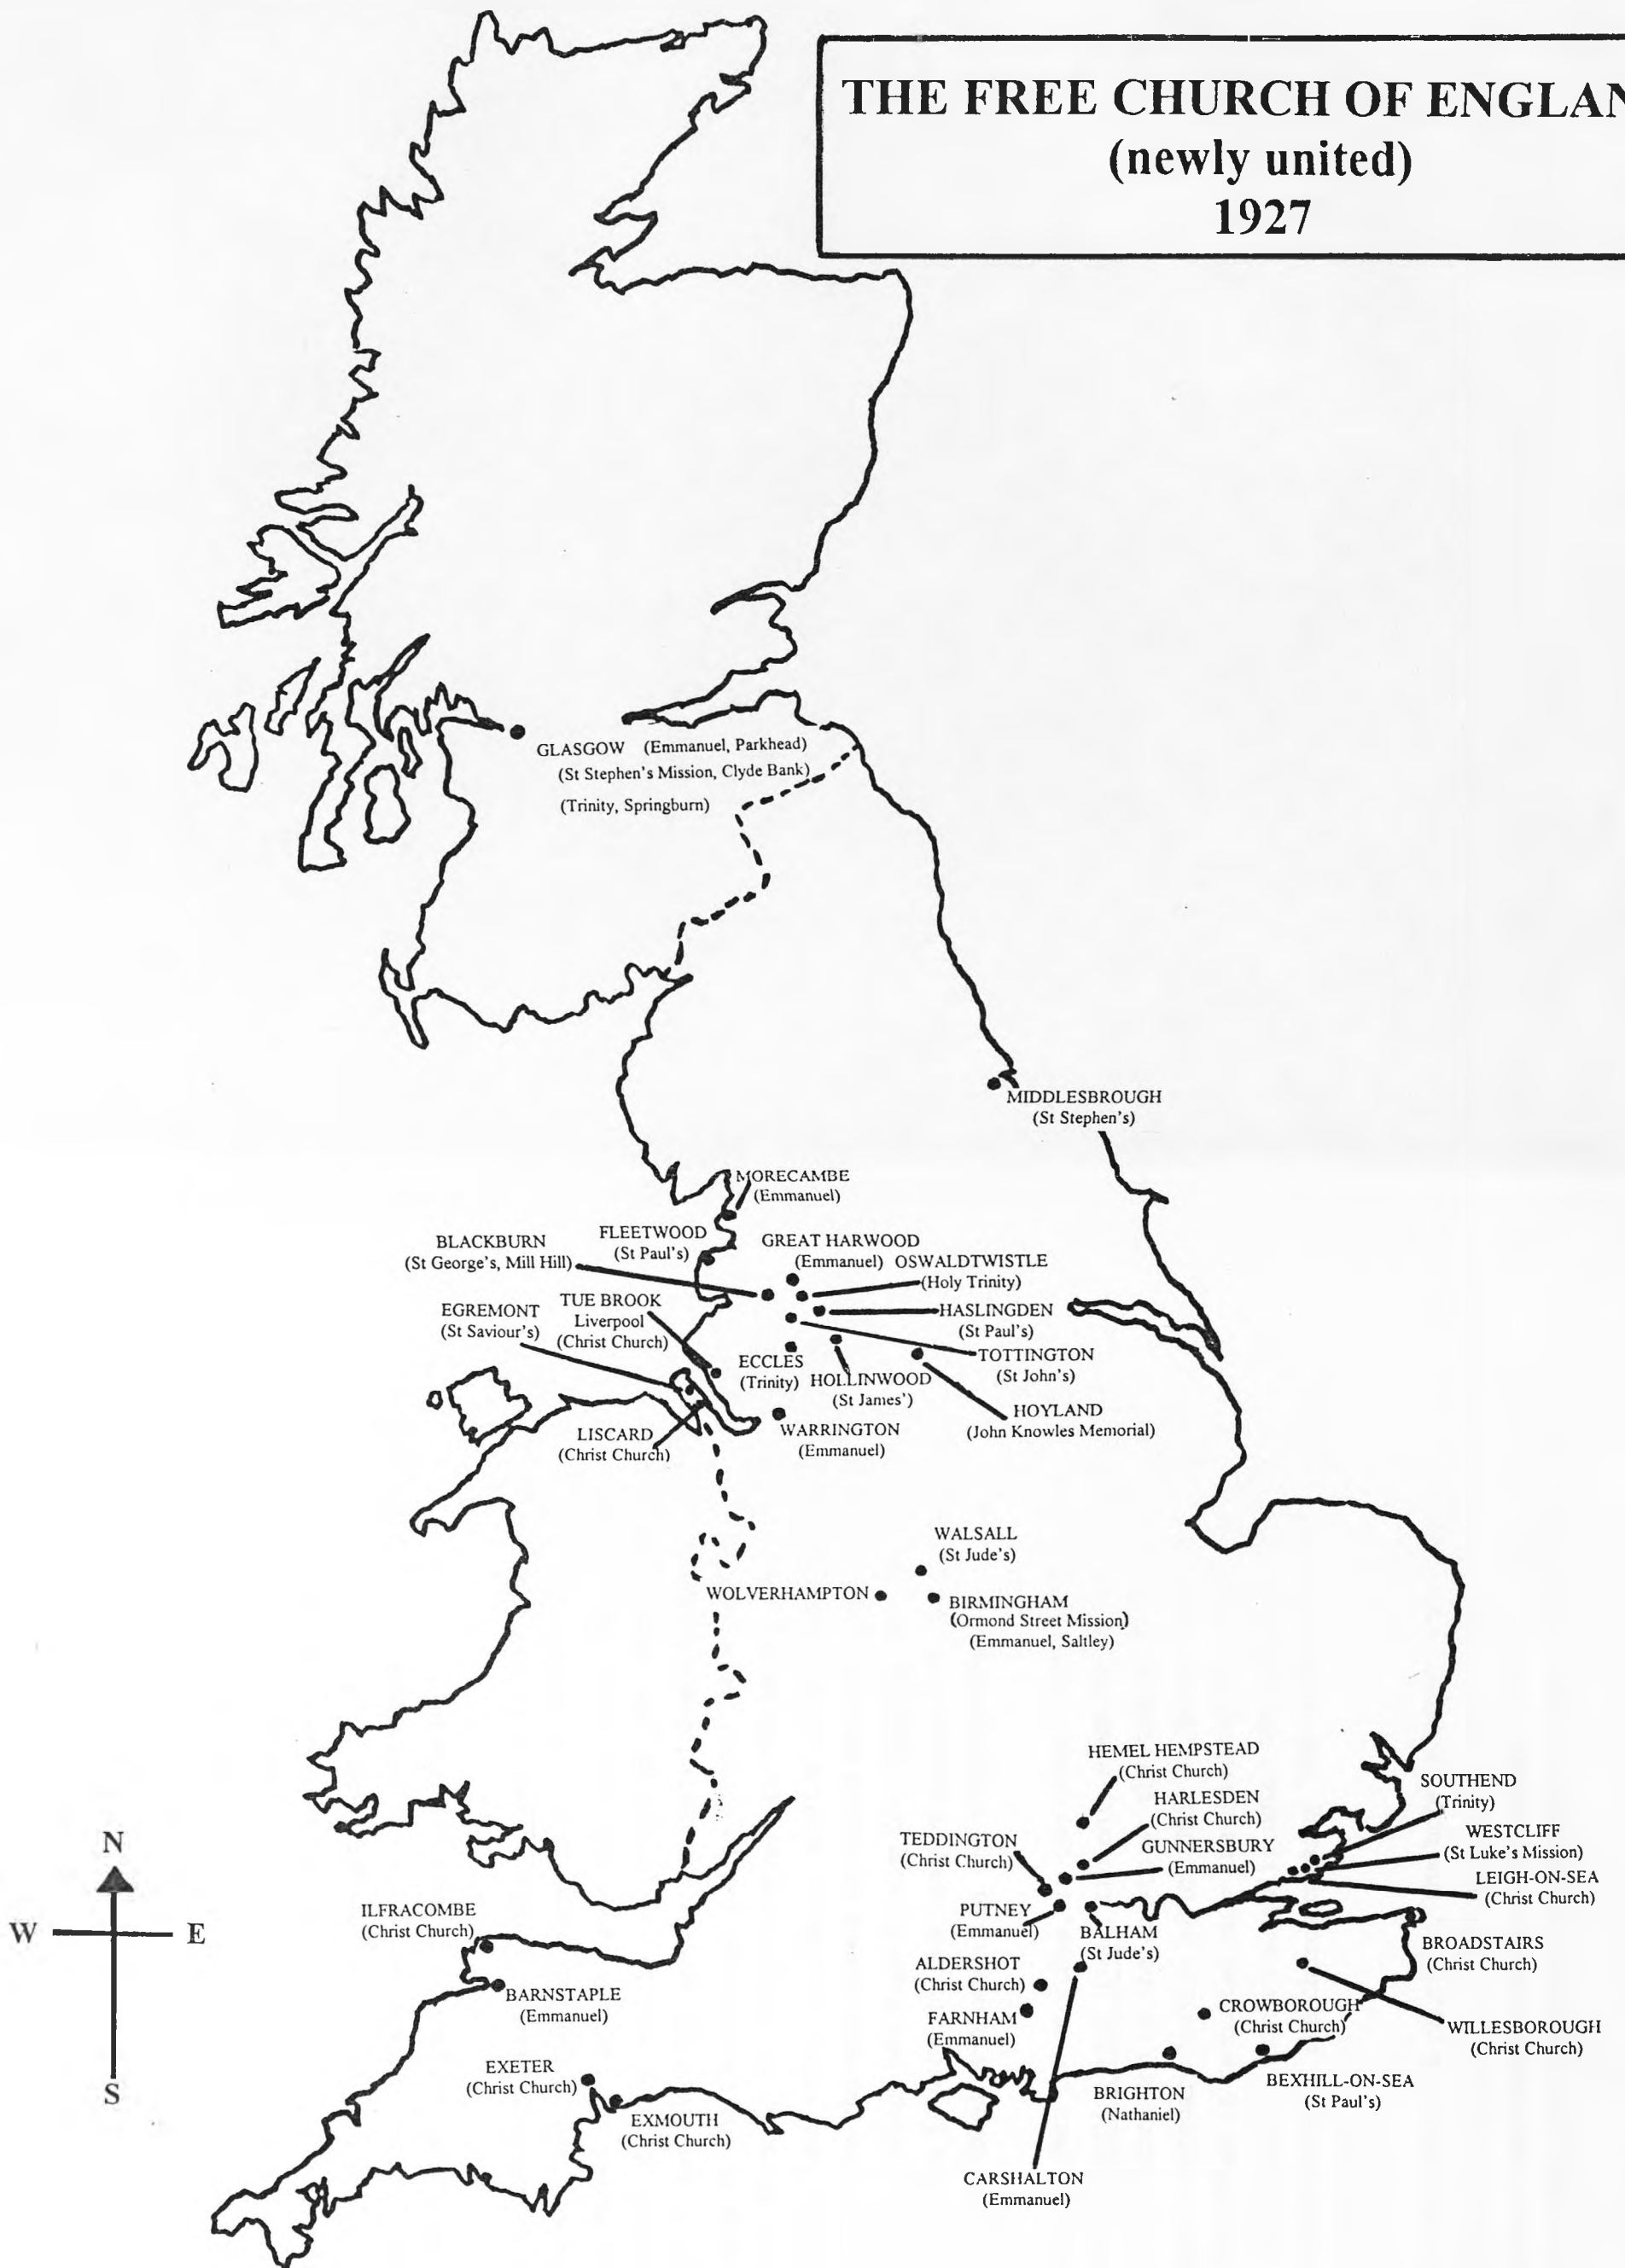 THE FREE CHURCH OF ENGLAN
(newly united)
1927
GLASGOW (Emmanuel, Parkhead)
(St Stephen's Mission, Clyde Bank)
(Trinity, Springburn)
MIDDLESBROUGH
(St Stephen's)
MORECAMBE
(Emmanuel)
FLEETWOOD
(St Paul's)
BLACKBURN
(St George's, Mill Hill)
GREAT HARWOOD
(Emmanuel)
OSWALDTWISTLE
(Holy Trinity)
EGREMONT
(St Saviour's)
TUE BROOK
Liverpool
(Christ Church)
HASLINGDEN
(St Paul's)
TOTTINGTON
(St John's)
ECCLES
(Trinity)
HOLLINWOOD
(St James')
HOYLAND
(John Knowles Memorial)
LISCARD
(Christ Church)
WARRINGTON
(Emmanuel)
WALSALL
(St Jude's)
WOLVERHAMPTON
BIRMINGHAM
(Ormond Street Mission)
(Emmanuel, Saltley)
HEMEL HEMPSTEAD
(Christ Church)
HARLESDEN
(Christ Church)
SOUTHEND
(Trinity)
TEDDINGTON
(Christ Church)
GUNNERSBURY
(Emmanuel)
WESTCLIFF
(St Luke's Mission)
LEIGH-ON-SEA
(Christ Church)
N
W
E
S
ILFRACOMBE
(Christ Church)
PUTNEY
(Emmanuel)
BALHAM
(St Jude's)
BROADSTAIRS
(Christ Church)
ALDERSHOT
(Christ Church)
BARNSTAPLE
(Emmanuel)
FARNHAM
(Emmanuel)
CROWBOROUGH
(Christ Church)
WILLESBOROUGH
(Christ Church)
EXETER
(Christ Church)
BRIGHTON
(Nathaniel)
BEXHILL-ON-SEA
(St Paul's)
EXMOUTH
(Christ Church)
CARSHALTON
(Emmanuel)